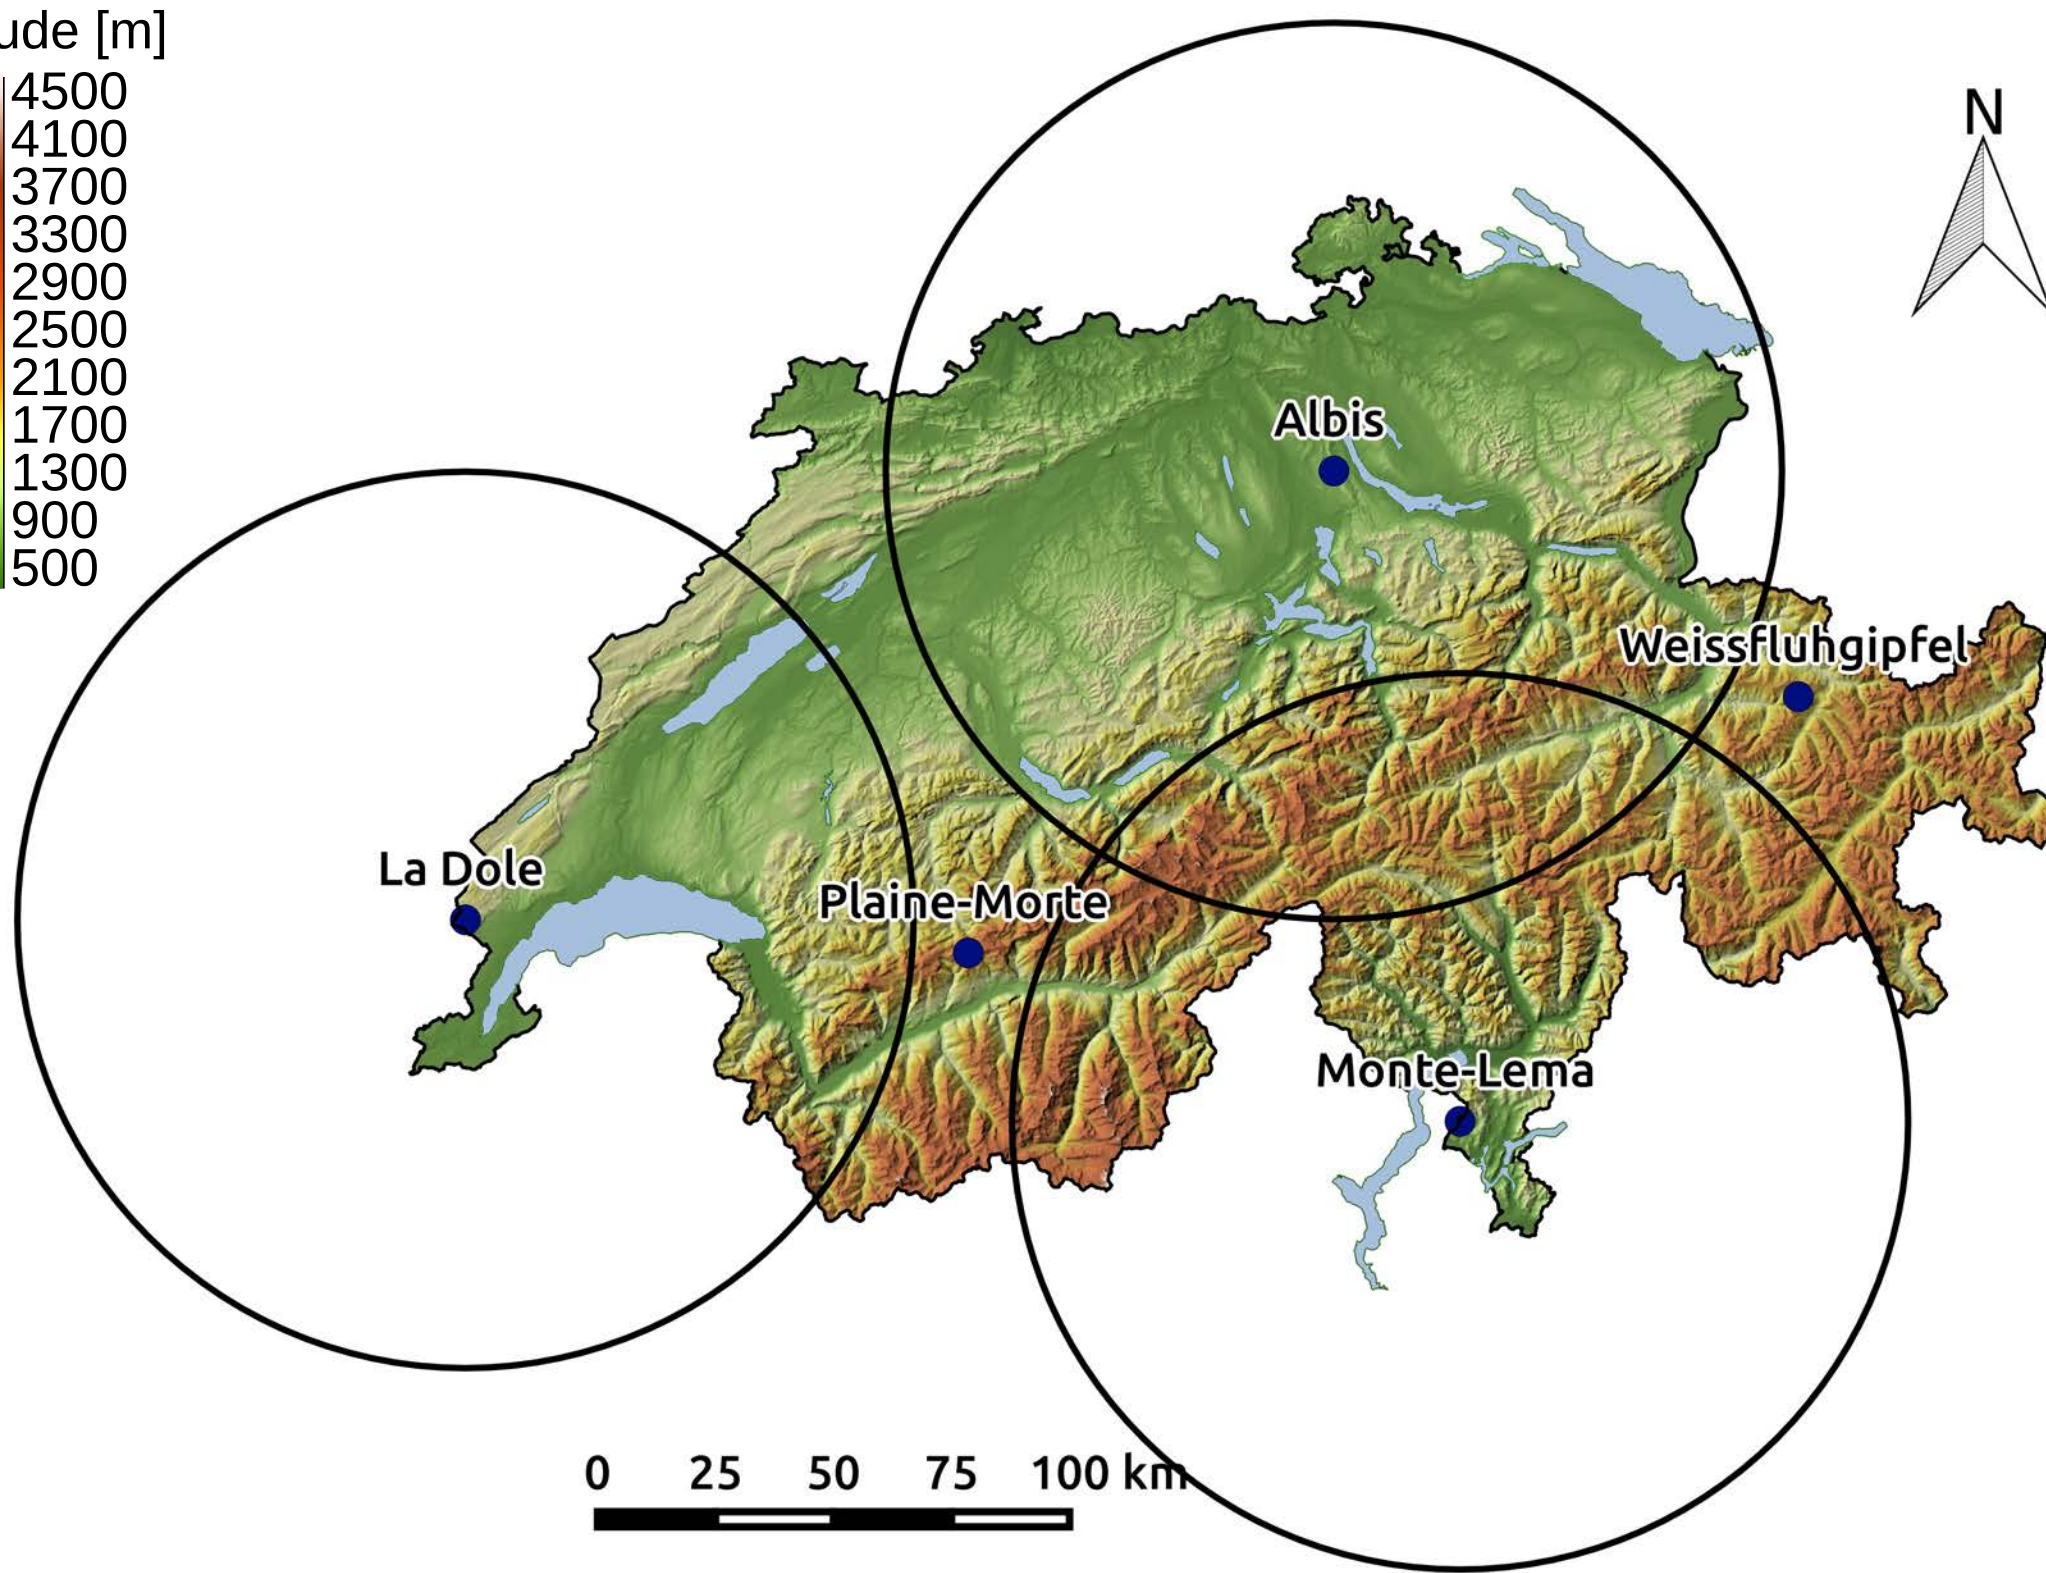 ude [m]
4500
4100
3700
3300
2900
2500
2100
1700
1300
900
500
N
Albis
Weissfluhgipfel
La Dole
Plaine-Morte
Monte-Lema
0 25 50 75 100 km